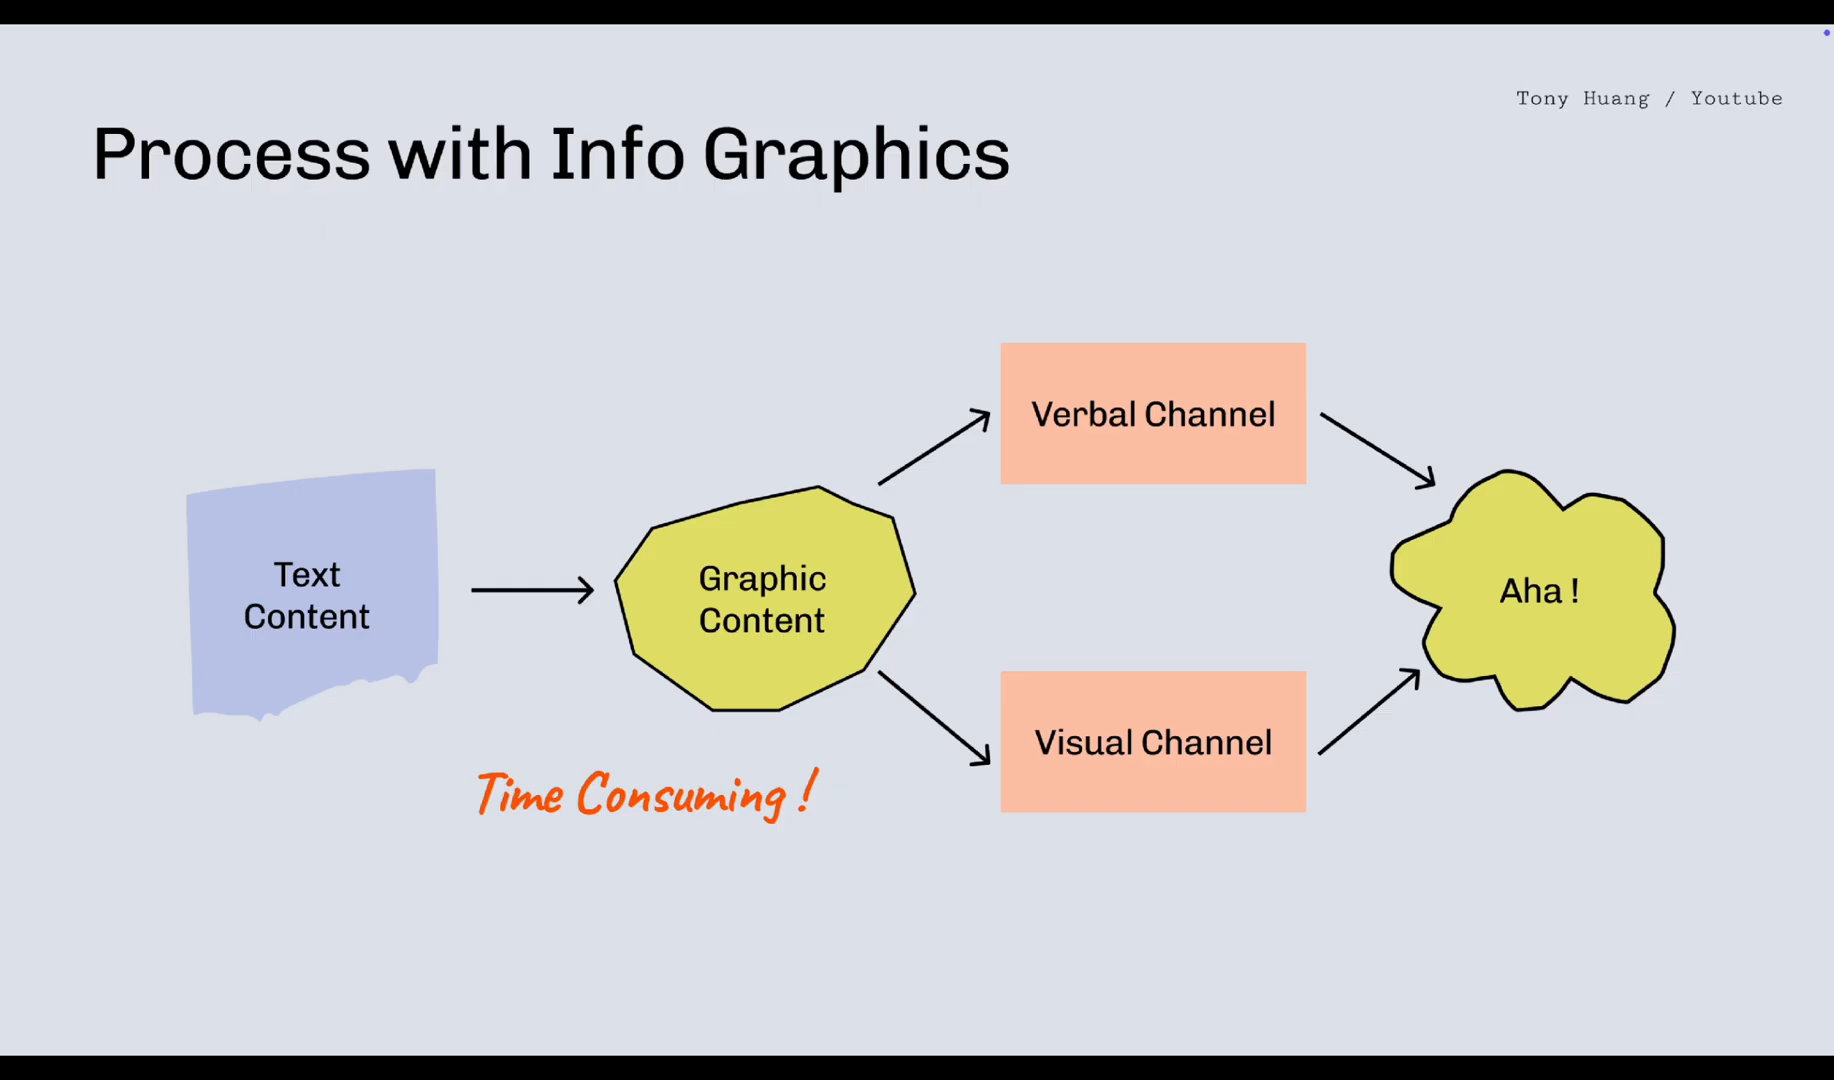 Tony Huang / Youtube
Process with Info Graphics
Verbal Channel
Text
Content
Graphic
Content
Aha !
Visual Channel
Time Consuming !